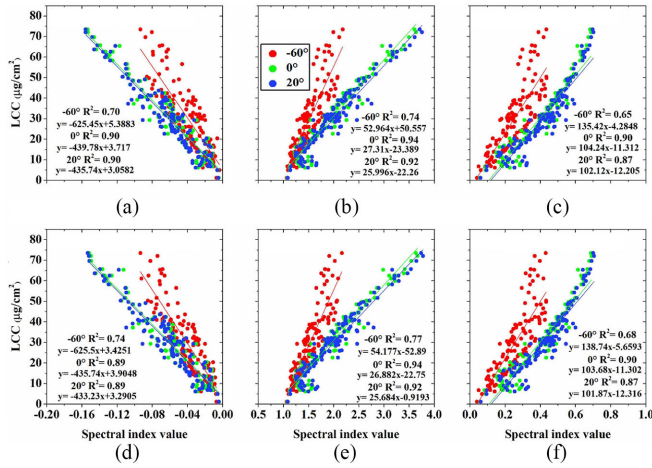 80
70
60
50
40
30
20
10
0
LCC (μg/cm²)
-60° R²= 0.70
y= -625.45x+5.3883
0° R²= 0.90
y= -439.78x+3.717
20° R²= 0.90
y= -435.74x+3.0582
(a)
-60°
0°
20°
-60° R²= 0.74
y= 52.964x+50.557
0° R²= 0.94
y= 27.31x-23.389
20° R²= 0.92
y= 25.996x-22.26
(b)
-60° R²= 0.65
y= 135.42x-4.2848
0° R²= 0.90
y= 104.24x-11.312
20° R²= 0.87
y= 102.12x-12.205
(c)
80
70
60
50
40
30
20
10
0
LCC (μg/cm²)
-60° R²= 0.74
y= -625.5x+3.4251
0° R²= 0.89
y= -435.74x+3.9048
20° R²= 0.89
y= -433.23x+3.2905
-0.20 -0.16 -0.12 -0.08 -0.04 0.00
Spectral index value
(d)
-60° R²= 0.77
y= 54.177x-52.89
0° R²= 0.94
y= 26.882x-22.75
20° R²= 0.92
y= 25.684x-0.9193
0.5 1.0 1.5 2.0 2.5 3.0 3.5 4.0
Spectral index value
(e)
-60° R²= 0.68
y= 138.74x-5.6593
0° R²= 0.90
y= 103.68x-11.302
20° R²= 0.87
y= 101.87x-12.316
0.0 0.2 0.4 0.6 0.8 1.0
Spectral index value
(f)